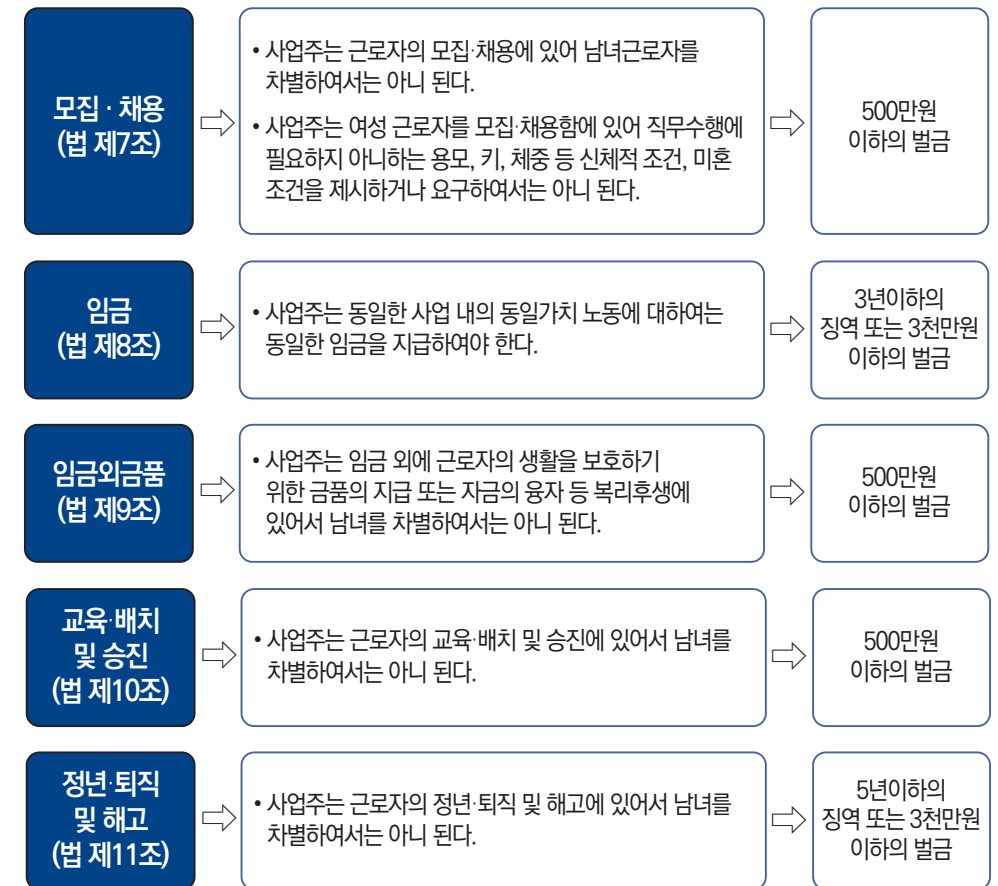 모집·채용
(법 제7조)
• 사업주는 근로자의 모집·채용에 있어 남녀근로자를
차별하여서는 아니 된다.
• 사업주는 여성 근로자를 모집·채용함에 있어 직무수행에
필요하지 아니하는 용모, 키, 체중 등 신체적 조건, 미혼
조건을 제시하거나 요구하여서는 아니 된다.
500만원
이하의 벌금
임금
(법 제8조)
• 사업주는 동일한 사업 내의 동일가치 노동에 대하여는
동일한 임금을 지급하여야 한다.
3년이하의
징역 또는 3천만원
이하의 벌금
임금외금품
(법 제9조)
• 사업주는 임금 외에 근로자의 생활을 보호하기
위한 금품의 지급 또는 자금의 융자 등 복리후생에
있어서 남녀를 차별하여서는 아니 된다.
500만원
이하의 벌금
교육·배치
및 승진
(법 제10조)
• 사업주는 근로자의 교육·배치 및 승진에 있어서 남녀를
차별하여서는 아니 된다.
500만원
이하의 벌금
정년·퇴직
및 해고
(법 제11조)
• 사업주는 근로자의 정년·퇴직 및 해고에 있어서 남녀를
차별하여서는 아니 된다.
5년이하의
징역 또는 3천만원
이하의 벌금